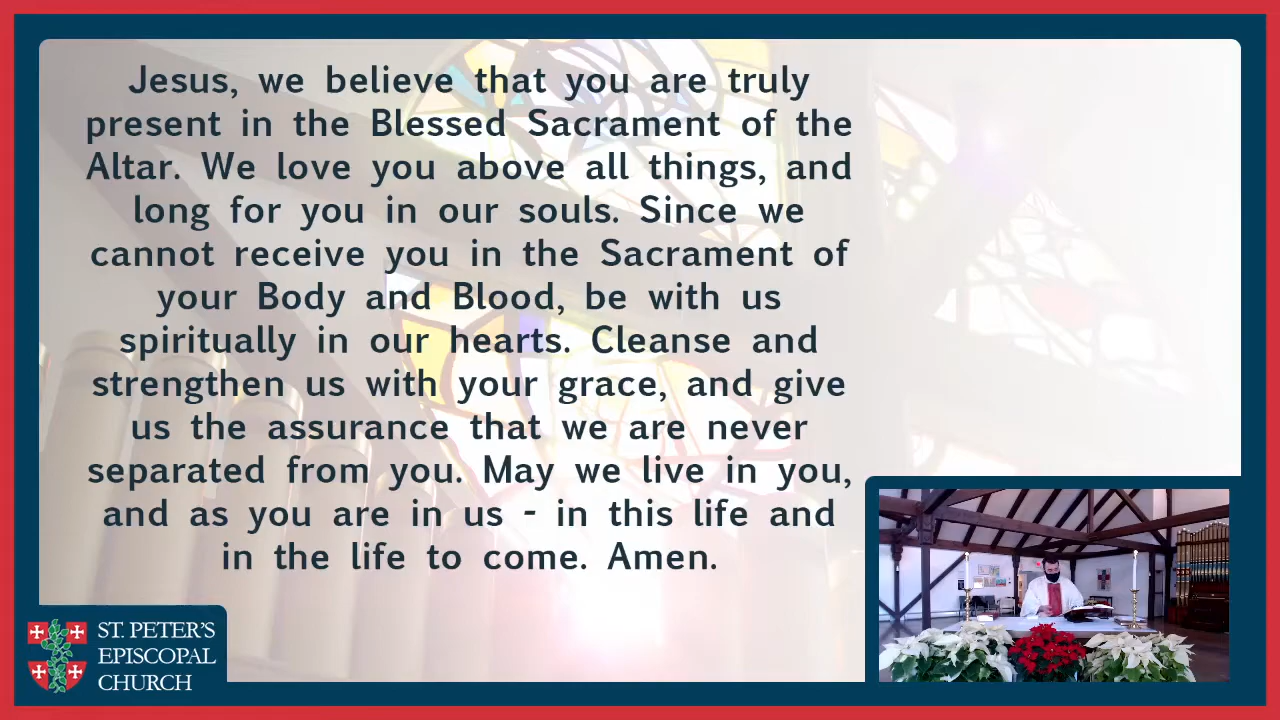 Jesus, we believe that you are truly
present in the Blessed Sacrament of the
Altar. We love you above all things, and
long for you in our souls. Since we
cannot receive you in the Sacrament of
your Body and Blood, be with us
spiritually in our hearts. Cleanse and
strengthen us with your grace, and give
us the assurance that we are never
separated from you. May we live in you,
and as you are in us - in this life and
in the life to come. Amen.
ST. PETER'S
EPISCOPAL
CHURCH